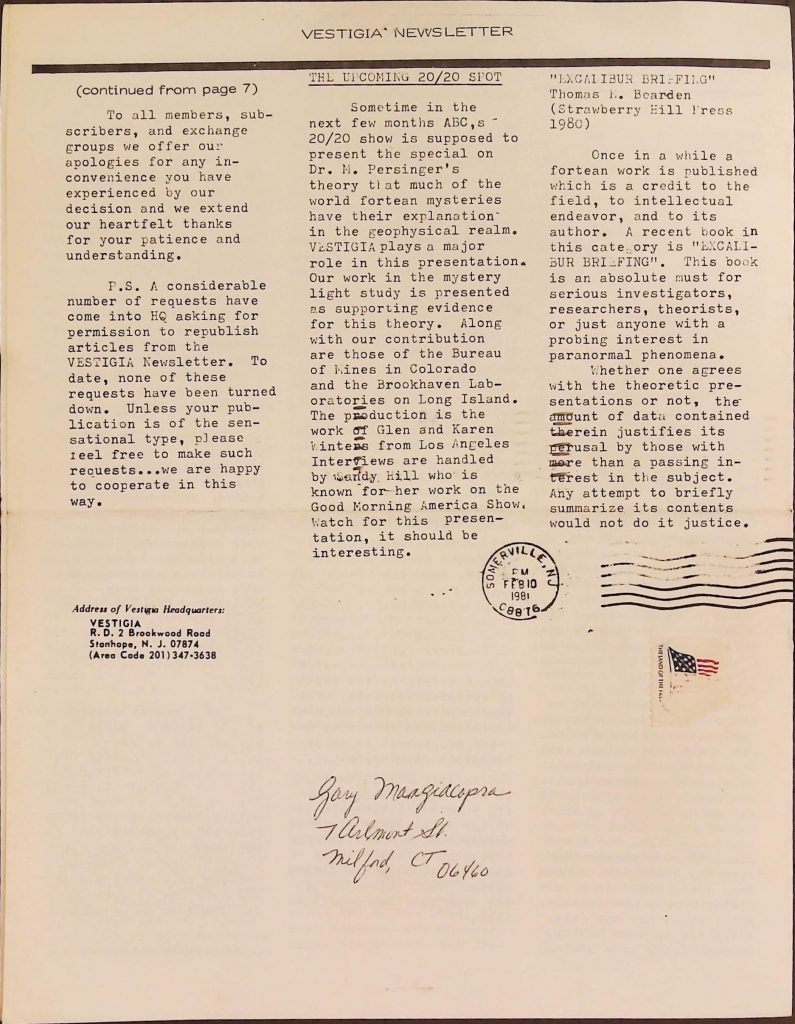 VESTIGIA NEWSLETTER
(continued from page 7)
To all members, sub-
scribers, and exchange
groups we offer our
apologies for any in-
convenience you have
experienced by our
decision and we extend
our heartfelt thanks
for your patience and
understanding.
P.S. A considerable
number of requests have
come into HQ asking for
permission to republish
articles from the
VESTIGIA Newsletter. To
date, none of these
requests have been turned
down. Unless your pub-
lication is of the sen-
sational type, please
feel free to make such
requests...we are happy
to cooperate in this
way.
THE UPCOMING 20/20 SPOT
Sometime in the
next few months ABC,s
20/20 show is supposed to
present the special on
Dr. M. Persinger's
theory that much of the
world fortean mysteries
have their explanation
in the geophysical realm.
VESTIGIA plays a major
role in this presentation.
Our work in the mystery
light study is presented
as supporting evidence
for this theory. Along
with our contribution
are those of the Bureau
of Mines in Colorado
and the Brookhaven Lab-
oratories on Long Island.
The production is the
work of Glen and Karen
Winters from Los Angeles
Interviews are handled
by Sandy Hill who is
known for her work on the
Good Morning America Show.
Watch for this presen-
tation, it should be
interesting.
"EXCALIBUR BRIEFING"
Thomas E. Bearden
(Strawberry Hill Press
1980)
Once in a while a
fortean work is published
which is a credit to the
field, to intellectual
endeavor, and to its
author. A recent book in
this category is "EXCALI-
BUR BRIEFING". This book
is an absolute must for
serious investigators,
researchers, theorists,
or just anyone with a
probing interest in
paranormal phenomena.
Whether one agrees
with the theoretic pre-
sentations or not, the
amount of data contained
therein justifies its
perusal by those with
more than a passing in-
terest in the subject.
Any attempt to briefly
summarize its contents
would not do it justice.
SOMERVILLE, NJ
PM
FEB 10
1981
08876
Address of Vestigia Headquarters:
VESTIGIA
R. D. 2 Brookwood Road
Stanhope, N. J. 07874
(Area Code 201) 347-3638
THE LAND OF THE
Gary Mangiacopra
7 Arlmont St.
Milford, CT
06460